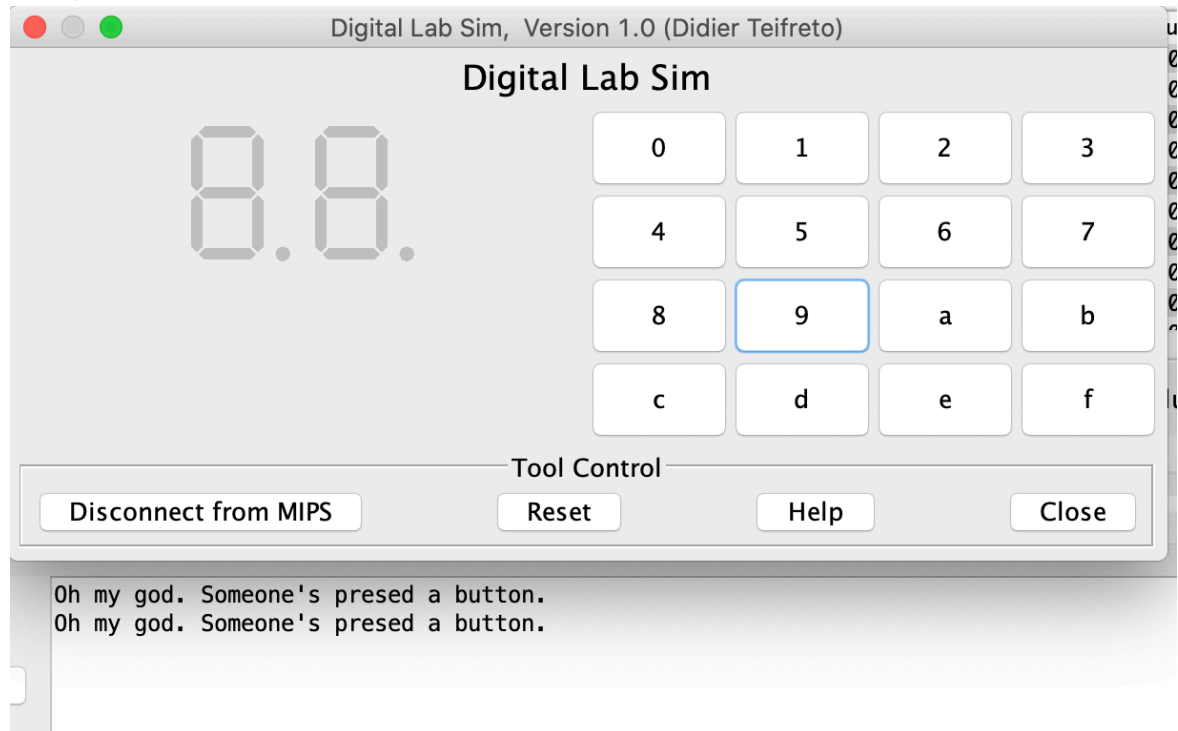 Digital Lab Sim, Version 1.0 (Didier Teifreto)
Digital Lab Sim
8.8.
0 1 2 3
4 5 6 7
8 9 a b
c d e f
Tool Control
Disconnect from MIPS Reset Help Close
Oh my god. Someone's presed a button.
Oh my god. Someone's presed a button.